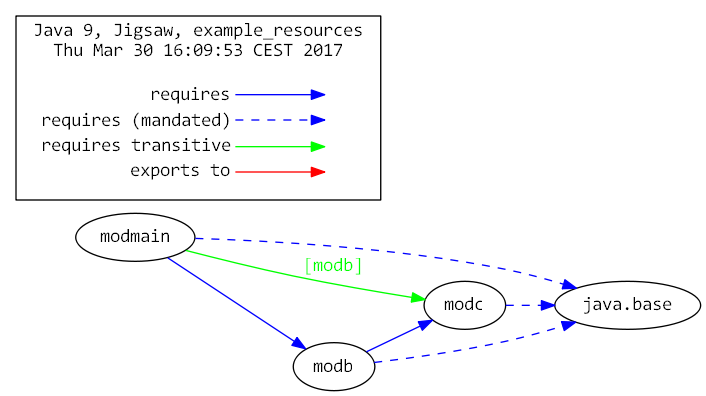 Java 9, Jigsaw, example_resources
Thu Mar 30 16:09:53 CEST 2017
requires
requires (mandated)
requires transitive
exports to
modmain
[modb]
modc
java.base
modb